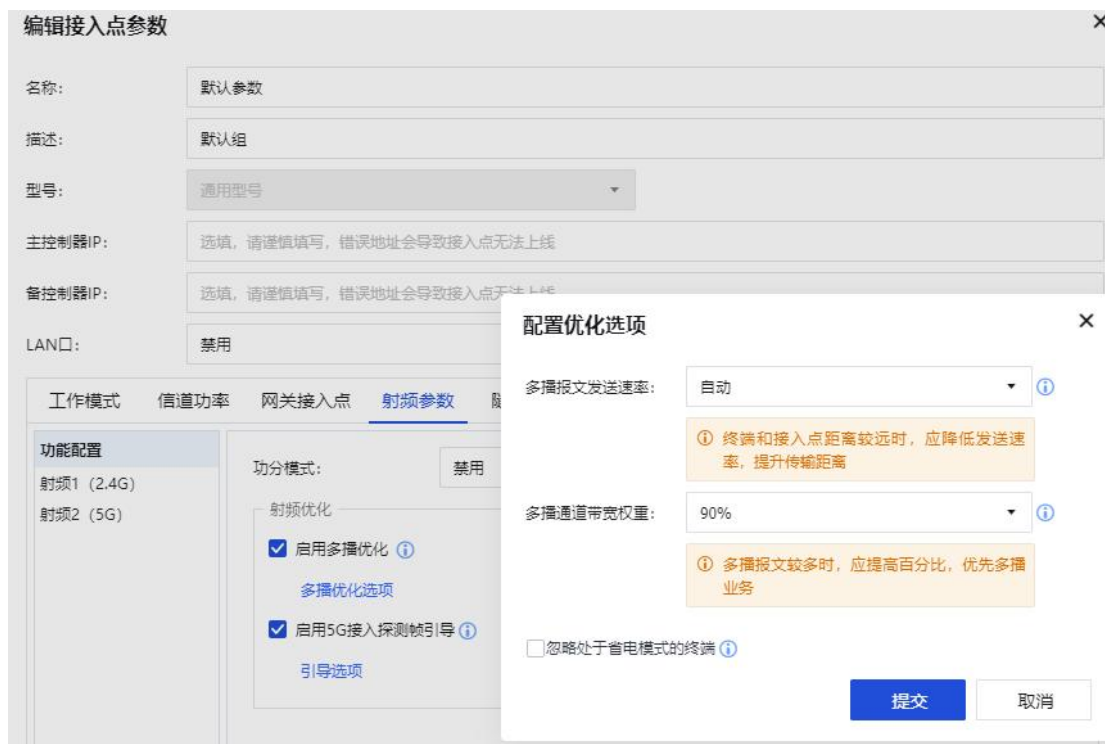 编辑接入点参数
名称: 默认参数
描述: 默认组
型号: 通用型号
主控制器IP: 选填，请谨慎填写，错误地址会导致接入点无法上线
备控制器IP: 选填，请谨慎填写，错误地址会导致接入点无法上线
LAN口: 禁用
工作模式 信道功率 网关接入点 射频参数
功能配置
射频1（2.4G）
射频2（5G）
功分模式: 禁用
射频优化
启用多播优化
多播优化选项
启用5G接入探测帧引导
引导选项
配置优化选项
多播报文发送速率: 自动
终端和接入点距离较远时，应降低发送速
率，提升传输距离
多播通道带宽权重: 90%
多播报文较多时，应提高百分比，优先多播
业务
忽略处于省电模式的终端
提交 取消